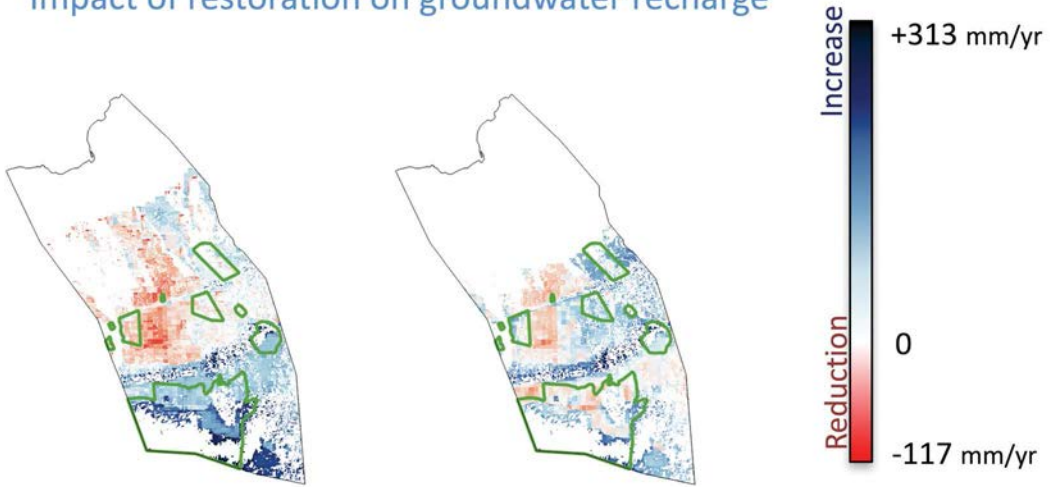 Impact of restoration on groundwater recharge
Increase
+313 mm/yr
0
Reduction
-117 mm/yr